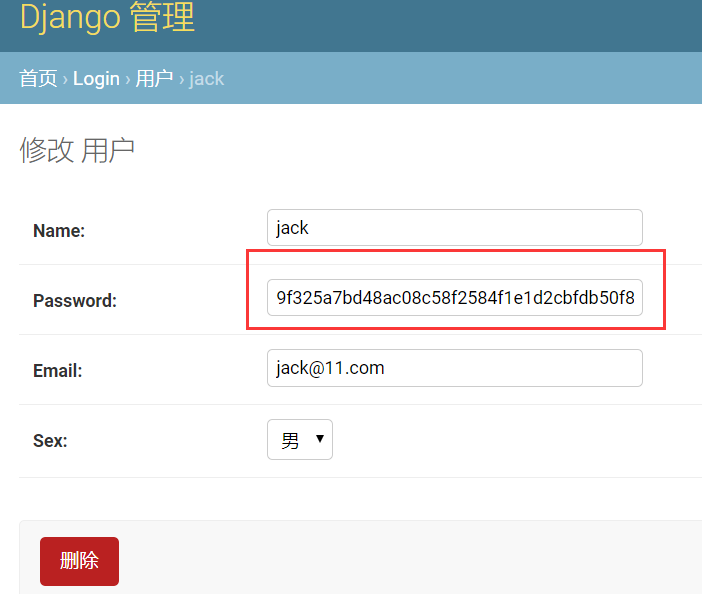 Django 管理
首页 › Login › 用户 › jack
修改 用户
Name: jack
Password: 9f325a7bd48ac08c58f2584f1e1d2cbfdb50f8
Email: jack@11.com
Sex: 男
删除